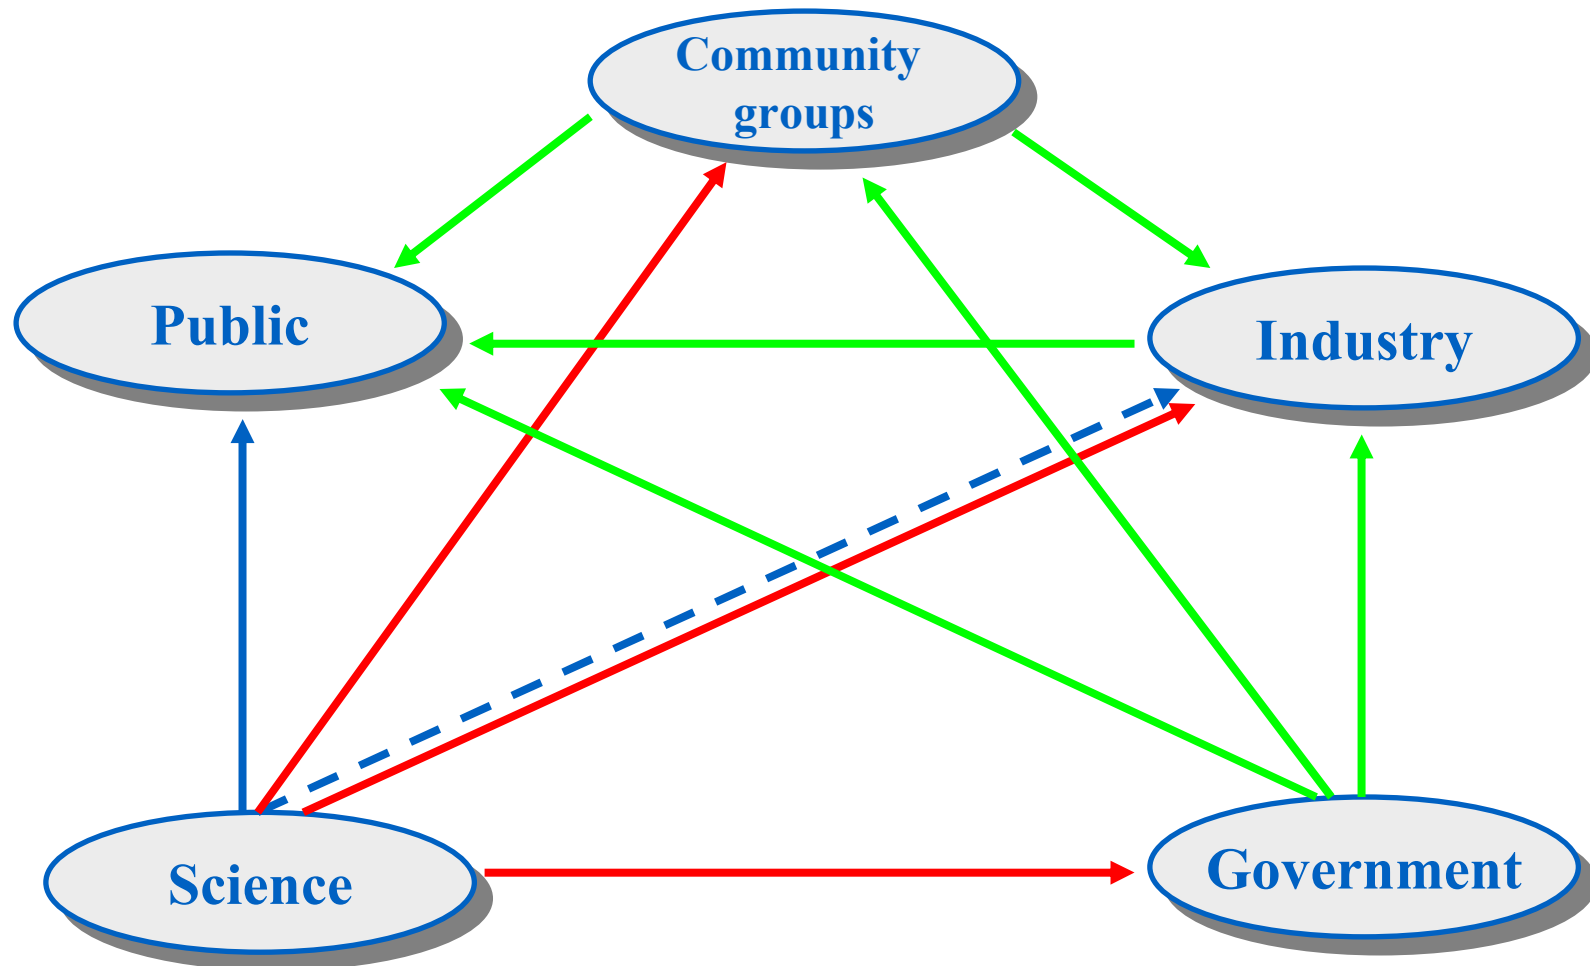 Community
groups
Public
Industry
Science
Government